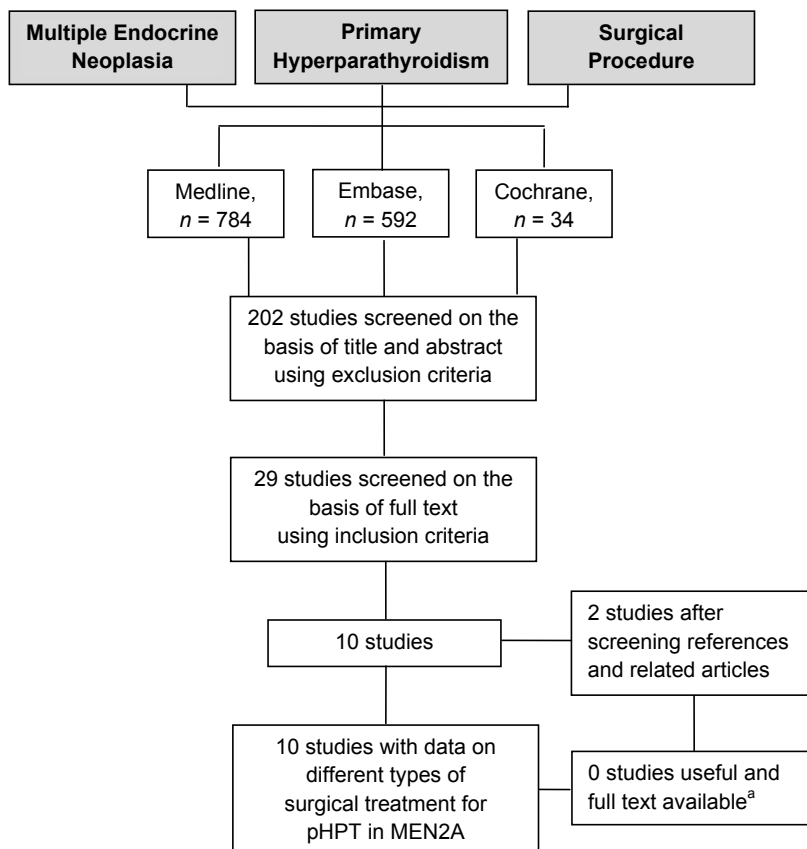 Multiple Endocrine
Neoplasia
Primary
Hyperparathyroidism
Surgical
Procedure
Medline,
n = 784
Embase,
n = 592
Cochrane,
n = 34
202 studies screened on the
basis of title and abstract
using exclusion criteria
29 studies screened on the
basis of full text
using inclusion criteria
10 studies
2 studies after
screening references
and related articles
10 studies with data on
different types of
surgical treatment for
pHPT in MEN2A
0 studies useful and
full text available^a